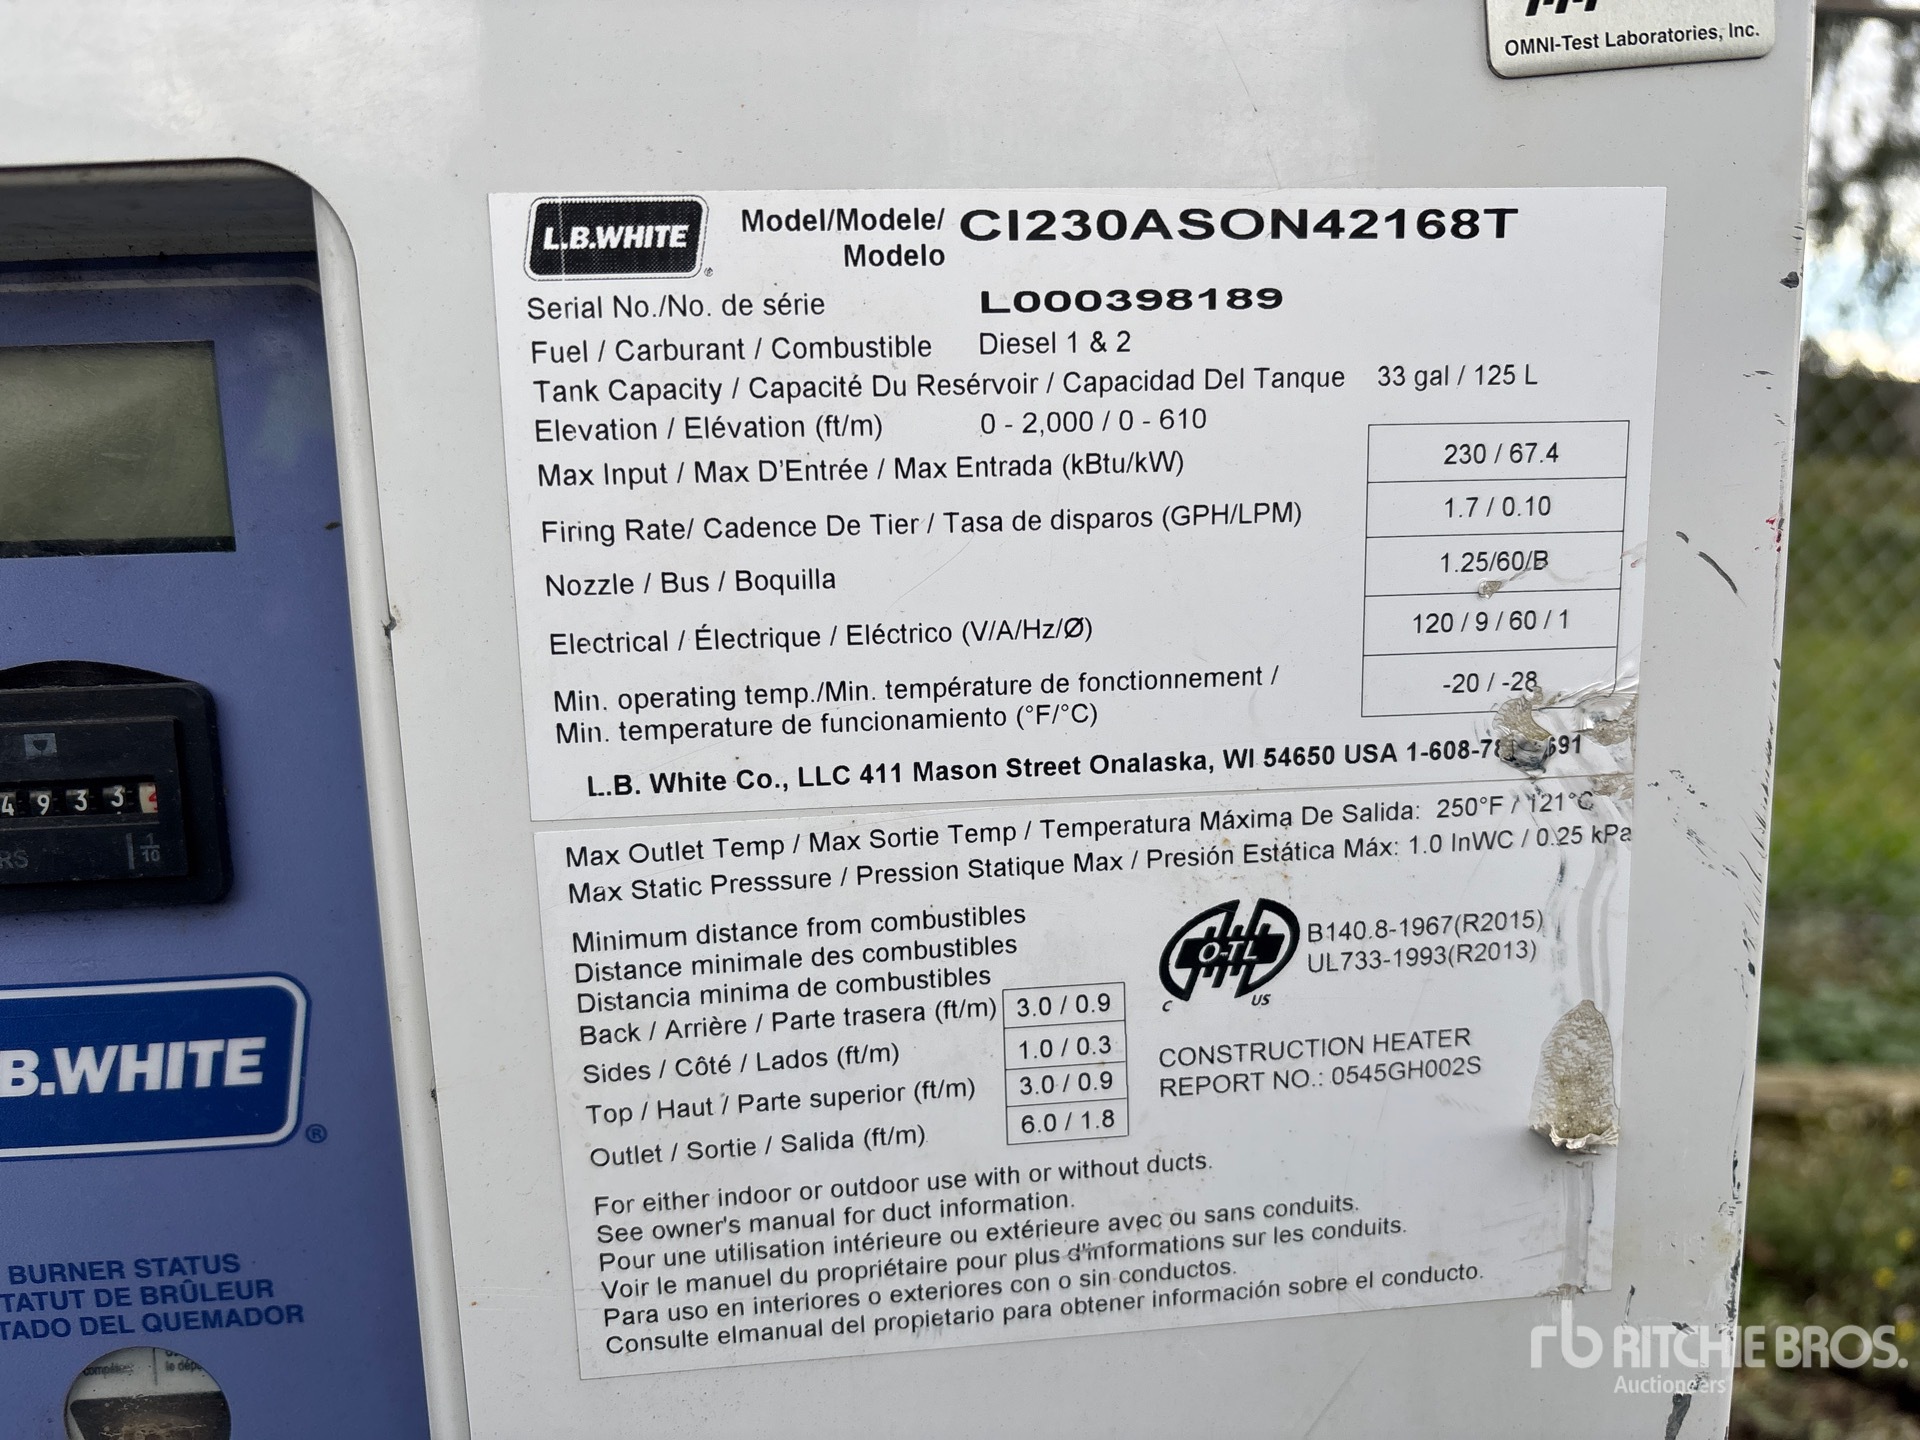 OMNI-Test Laboratories, Inc.
L.B.WHITE ®
Model/Modele/ CI230ASON42168T
Modelo
Serial No./No. de série L000398189
Fuel / Carburant / Combustible Diesel 1 & 2
Tank Capacity / Capacité Du Resérvoir / Capacidad Del Tanque 33 gal / 125 L
Elevation / Elévation (ft/m) 0 - 2,000 / 0 - 610
Max Input / Max D'Entrée / Max Entrada (kBtu/kW) 230 / 67.4
Firing Rate/ Cadence De Tier / Tasa de disparos (GPH/LPM) 1.7 / 0.10
Nozzle / Bus / Boquilla 1.25/60/B
Electrical / Électrique / Eléctrico (V/A/Hz/Ø) 120 / 9 / 60 / 1
Min. operating temp./Min. température de fonctionnement / -20 / -28
Min. temperature de funcionamiento (°F/°C)
L.B. White Co., LLC 411 Mason Street Onalaska, WI 54650 USA 1-608-78 691
Max Outlet Temp / Max Sortie Temp / Temperatura Máxima De Salida: 250°F / 121°C
Max Static Presssure / Pression Statique Max / Presión Estática Máx: 1.0 InWC / 0.25 kPa
Minimum distance from combustibles
Distance minimale des combustibles
Distancia minima de combustibles
Back / Arrière / Parte trasera (ft/m) 3.0 / 0.9
Sides / Côté / Lados (ft/m) 1.0 / 0.3
Top / Haut / Parte superior (ft/m) 3.0 / 0.9
Outlet / Sortie / Salida (ft/m) 6.0 / 1.8
O-TL
C US
B140.8-1967(R2015)
UL733-1993(R2013)
CONSTRUCTION HEATER
REPORT NO.: 0545GH002S
For either indoor or outdoor use with or without ducts.
See owner's manual for duct information.
Pour une utilisation intérieure ou extérieure avec ou sans conduits.
Voir le manuel du propriétaire pour plus d'informations sur les conduits.
Para uso en interiores o exteriores con o sin conductos.
Consulte elmanual del propietario para obtener información sobre el conducto.
4 9 3 3
RS 1/10
B.WHITE ®
BURNER STATUS
TATUT DE BRÛLEUR
TADO DEL QUEMADOR
rb RITCHIE BROS.
Auctioneers